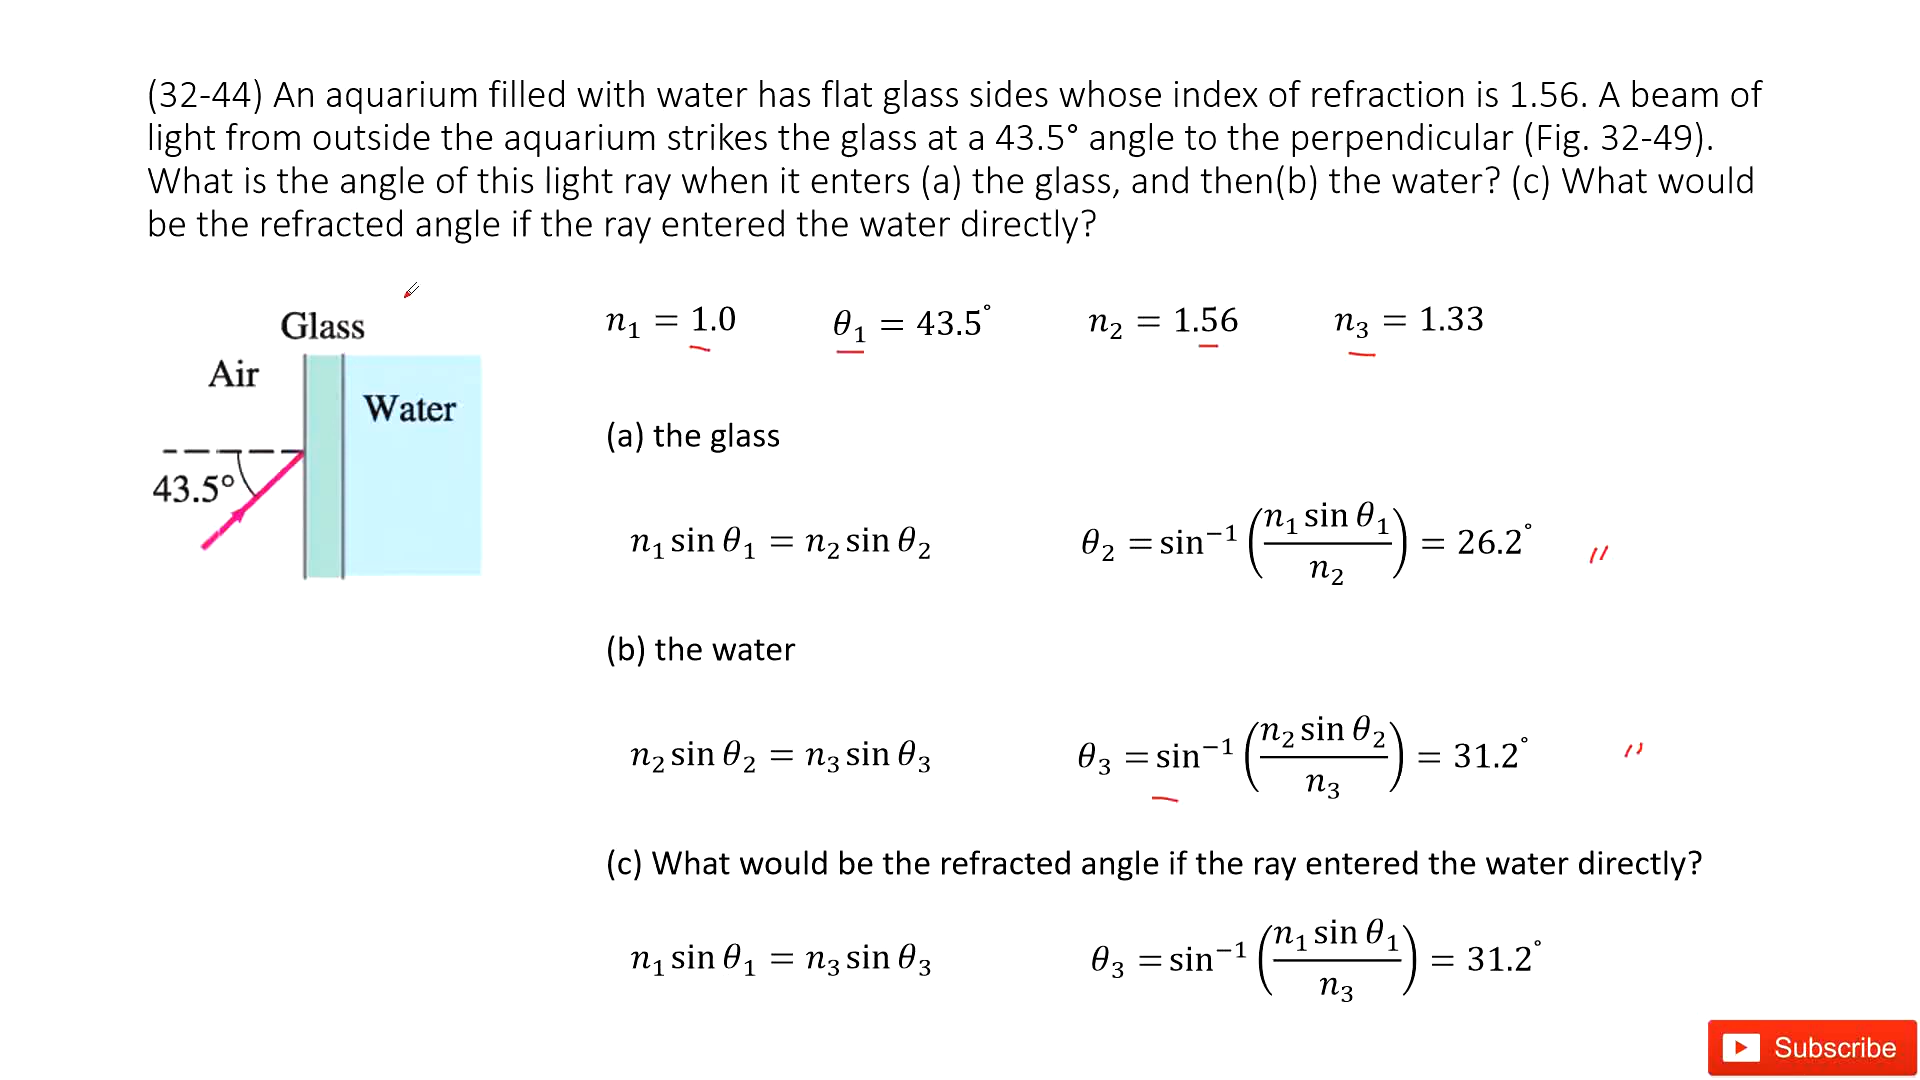 (32-44) An aquarium filled with water has flat glass sides whose index of refraction is 1.56. A beam of
light from outside the aquarium strikes the glass at a 43.5° angle to the perpendicular (Fig. 32-49).
What is the angle of this light ray when it enters (a) the glass, and then(b) the water? (c) What would
be the refracted angle if the ray entered the water directly?
Glass
Air
Water
43.5°
n₁ = 1.0 θ₁ = 43.5° n₂ = 1.56 n₃ = 1.33
(a) the glass
n₁ sin θ₁ = n₂ sin θ₂ θ₂ = sin⁻¹ (n₁ sin θ₁ / n₂) = 26.2°
(b) the water
n₂ sin θ₂ = n₃ sin θ₃ θ₃ = sin⁻¹ (n₂ sin θ₂ / n₃) = 31.2°
(c) What would be the refracted angle if the ray entered the water directly?
n₁ sin θ₁ = n₃ sin θ₃ θ₃ = sin⁻¹ (n₁ sin θ₁ / n₃) = 31.2°
Subscribe